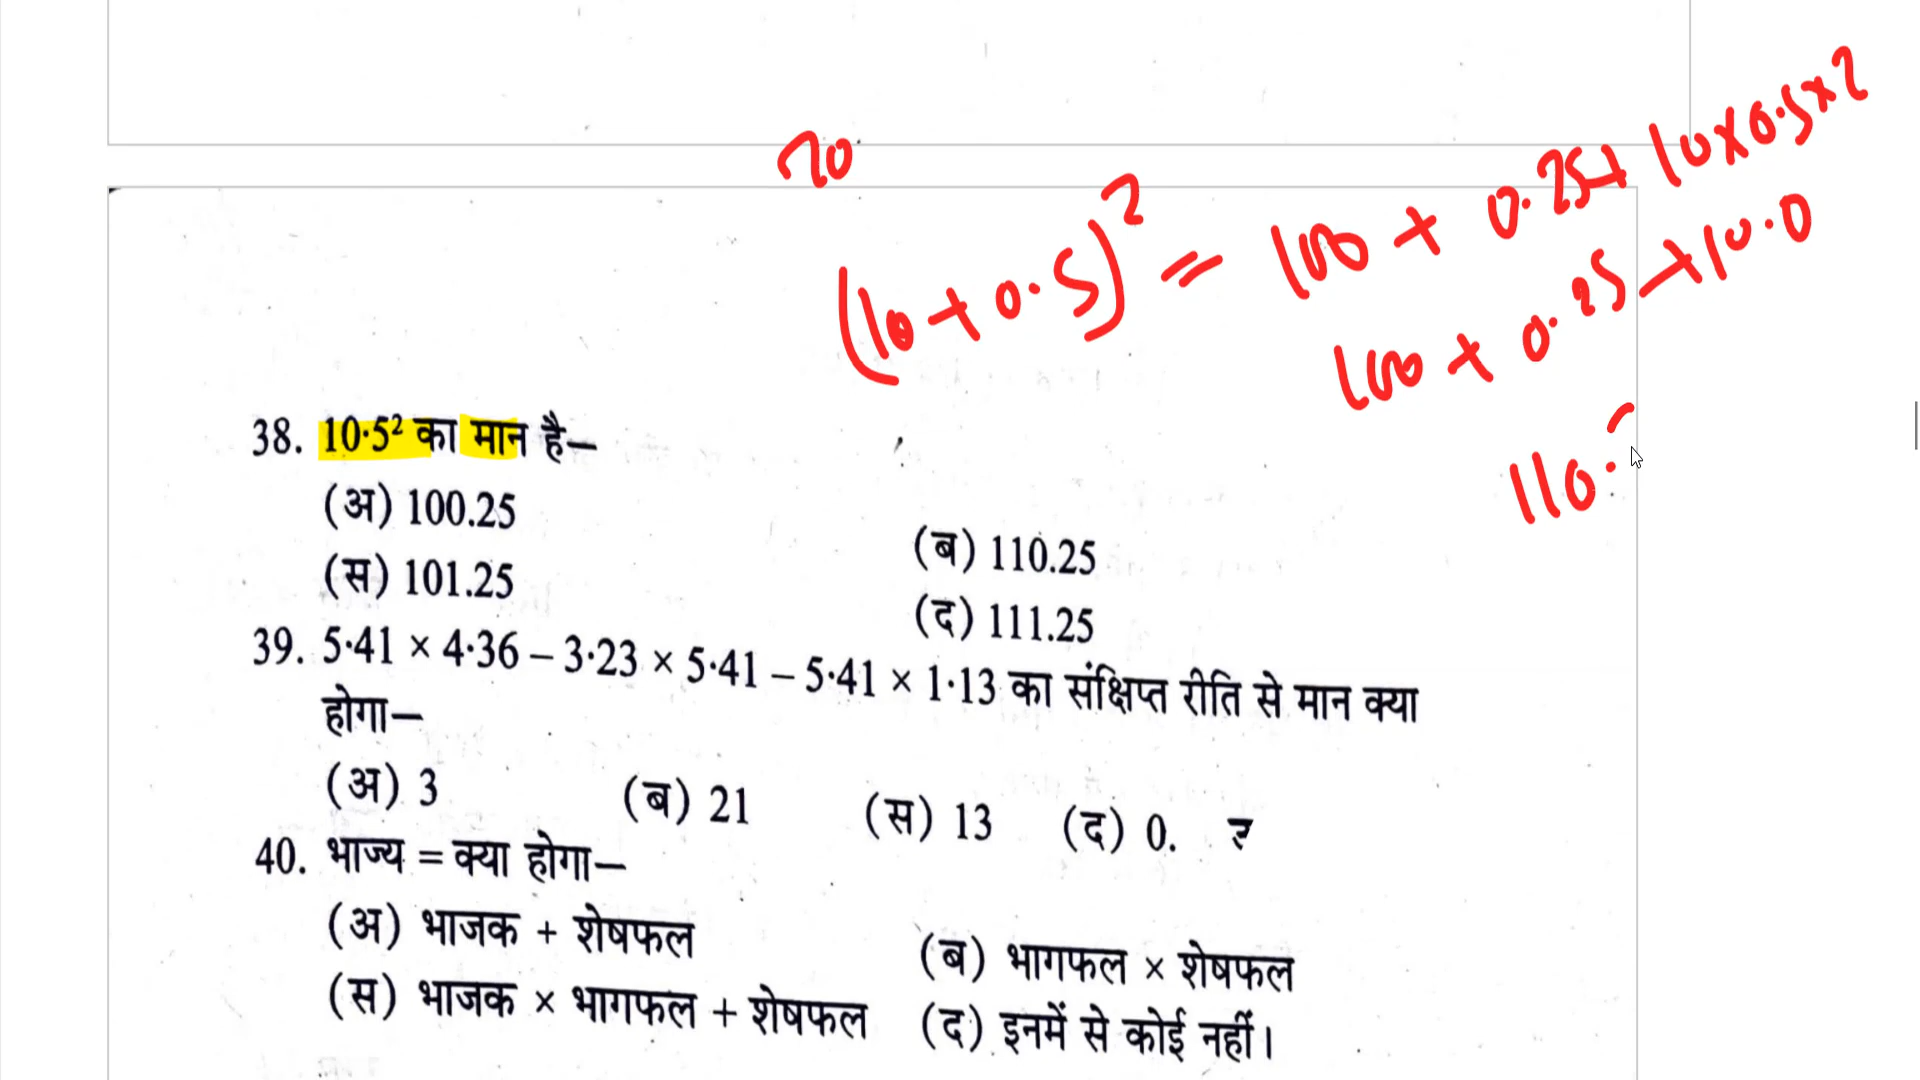 20
(10+0.5)² = 100 + 0.25 + 10×0.5×2
100 + 0.25 + 10.0
110.
38. 10·5² का मान है–
(अ) 100.25
(ब) 110.25
(स) 101.25
(द) 111.25
39. 5·41 × 4·36 – 3·23 × 5·41 – 5·41 × 1·13 का संक्षिप्त रीति से मान क्या
होगा–
(अ) 3 (ब) 21 (स) 13 (द) 0.
40. भाज्य = क्या होगा–
(अ) भाजक + शेषफल
(ब) भागफल × शेषफल
(स) भाजक × भागफल + शेषफल (द) इनमें से कोई नहीं।